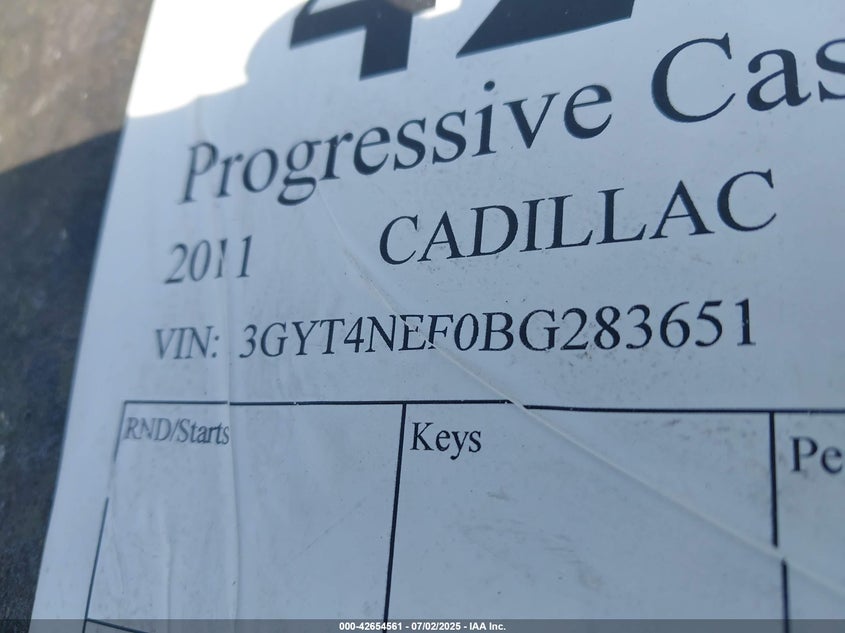 Progressive Cas
2011 CADILLAC
VIN: 3GYT4NEF0BG283651
RND/Starts Keys Pe
000-42654561 - 07/02/2025 - IAA Inc.